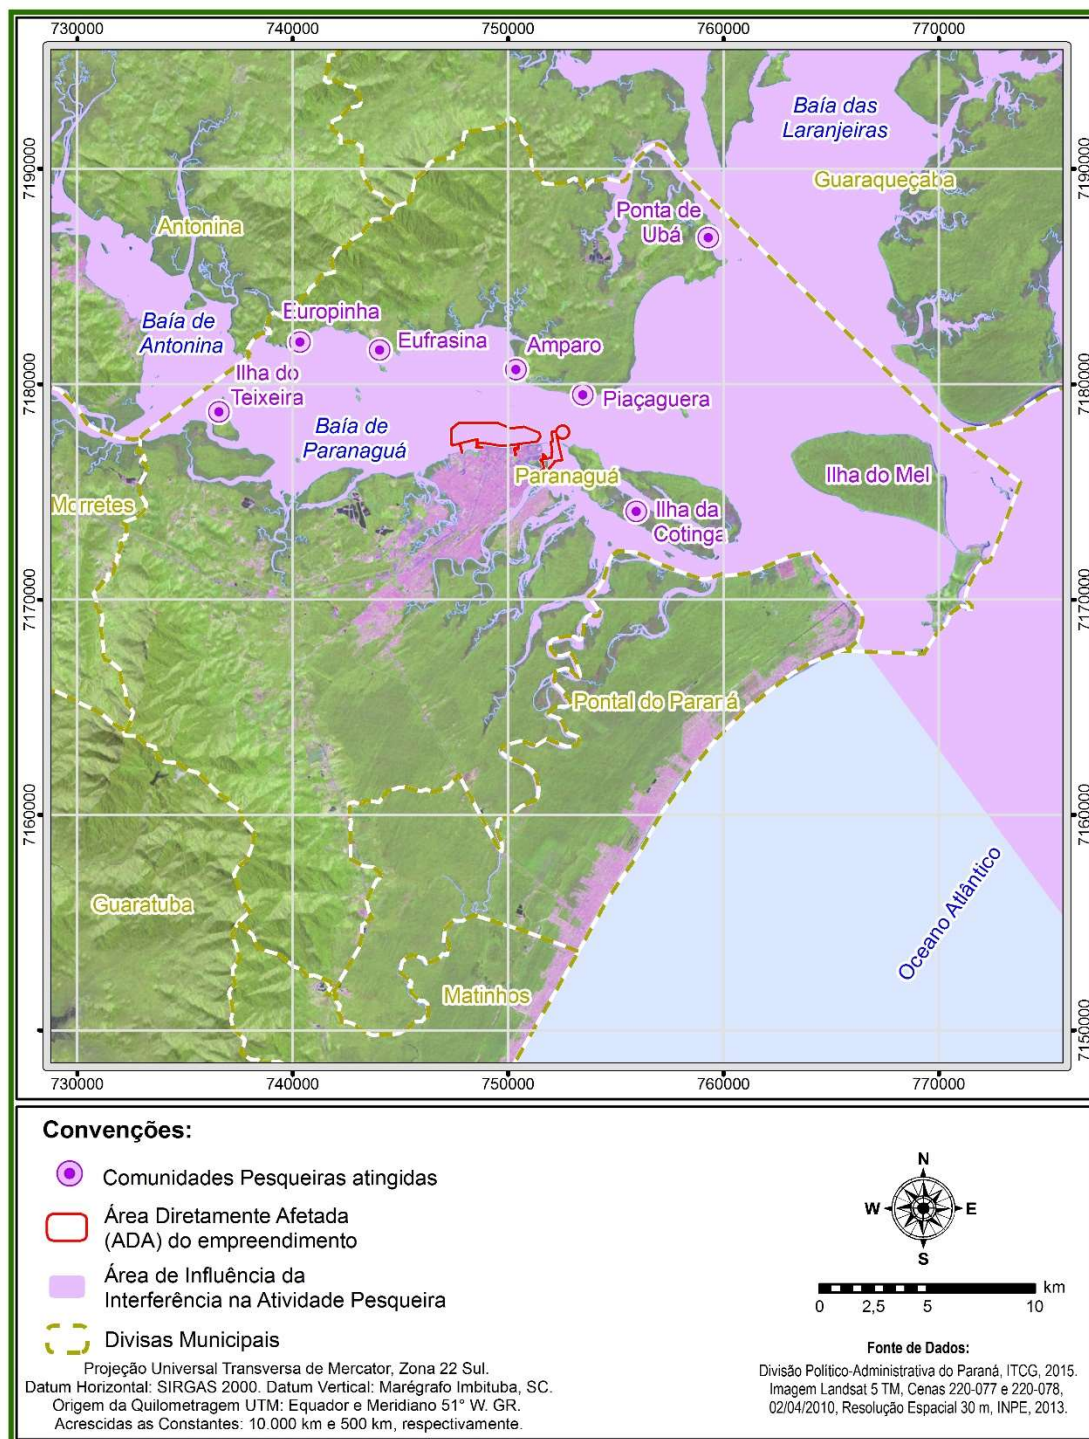 730000 740000 750000 760000 770000
Baía das
Laranjeiras
7190000
7190000
Guaraqueçaba
Antonina
Ponta de
Ubá
Europinha
Baía de
Antonina
Eufrasina
Amparo
Ilha do
Teixeira
7180000
7180000
Piaçaguera
Baía de
Paranaguá
Paranaguá
Ilha do Mel
Morretes
Ilha da
Cotinga
7170000
7170000
Pontal do Paraná
7160000
7160000
Guaratuba
Oceano Atlântico
Matinhos
7150000
730000 740000 750000 760000 770000
Convenções:
Comunidades Pesqueiras atingidas
Área Diretamente Afetada
(ADA) do empreendimento
Área de Influência da
Interferência na Atividade Pesqueira
Divisas Municipais
Projeção Universal Transversa de Mercator, Zona 22 Sul.
Datum Horizontal: SIRGAS 2000. Datum Vertical: Marégrafo Imbituba, SC.
Origem da Quilometragem UTM: Equador e Meridiano 51° W. GR.
Acrescidas as Constantes: 10.000 km e 500 km, respectivamente.
N
W E
S
km
0 2,5 5 10
Fonte de Dados:
Divisão Político-Administrativa do Paraná, ITCG, 2015.
Imagem Landsat 5 TM, Cenas 220-077 e 220-078,
02/04/2010, Resolução Espacial 30 m, INPE, 2013.